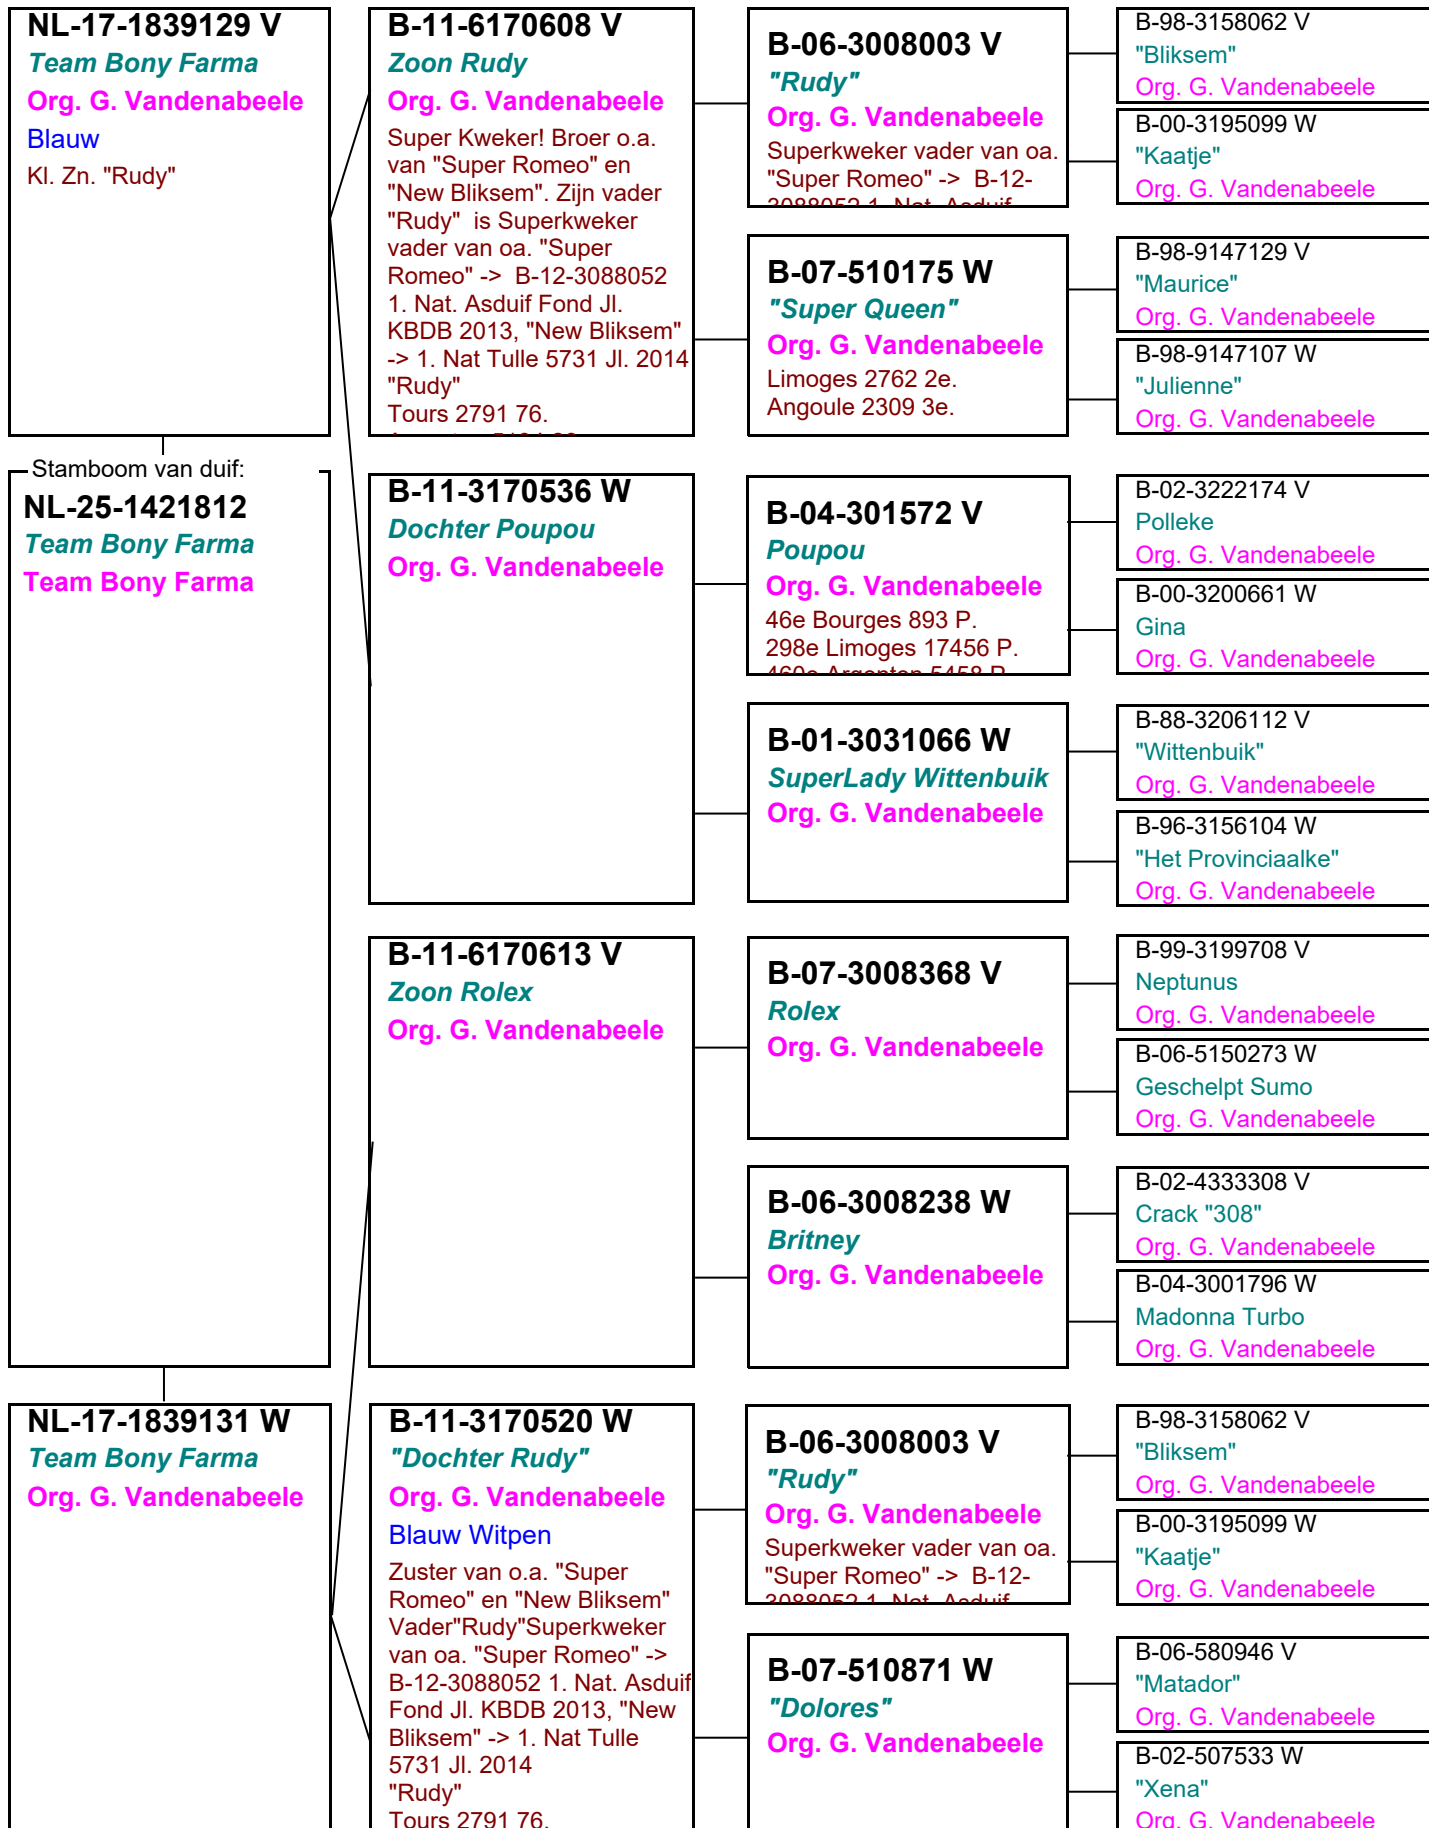 NL-17-1839129 V
Team Bony Farma
Org. G. Vandenabeele
Blauw
Kl. Zn. "Rudy"
Stamboom van duif:
NL-25-1421812
Team Bony Farma
Team Bony Farma
NL-17-1839131 W
Team Bony Farma
Org. G. Vandenabeele
B-11-6170608 V
Zoon Rudy
Org. G. Vandenabeele
Super Kweker! Broer o.a.
van "Super Romeo" en
"New Bliksem". Zijn vader
"Rudy"  is Superkweker
vader van oa. "Super
Romeo" ->  B-12-3088052
1. Nat. Asduif Fond Jl.
KBDB 2013, "New Bliksem"
-> 1. Nat Tulle 5731 Jl. 2014
"Rudy"
Tours 2791 76.
B-11-3170536 W
Dochter Poupou
Org. G. Vandenabeele
B-11-6170613 V
Zoon Rolex
Org. G. Vandenabeele
B-11-3170520 W
"Dochter Rudy"
Org. G. Vandenabeele
Blauw Witpen
Zuster van o.a. "Super
Romeo" en "New Bliksem"
Vader"Rudy"Superkweker
van oa. "Super Romeo" ->
B-12-3088052 1. Nat. Asduif
Fond Jl. KBDB 2013, "New
Bliksem" -> 1. Nat Tulle
5731 Jl. 2014
"Rudy"
Tours 2791 76.
B-06-3008003 V
"Rudy"
Org. G. Vandenabeele
Superkweker vader van oa.
"Super Romeo" ->  B-12-
3088052 1. Nat. Asduif
B-07-510175 W
"Super Queen"
Org. G. Vandenabeele
Limoges 2762 2e.
Angoule 2309 3e.
B-04-301572 V
Poupou
Org. G. Vandenabeele
46e Bourges 893 P.
298e Limoges 17456 P.
460e Argenton 5458 P
B-01-3031066 W
SuperLady Wittenbuik
Org. G. Vandenabeele
B-07-3008368 V
Rolex
Org. G. Vandenabeele
B-06-3008238 W
Britney
Org. G. Vandenabeele
B-06-3008003 V
"Rudy"
Org. G. Vandenabeele
Superkweker vader van oa.
"Super Romeo" ->  B-12-
3088052 1. Nat. Asduif
B-07-510871 W
"Dolores"
Org. G. Vandenabeele
B-98-3158062 V
"Bliksem"
Org. G. Vandenabeele
B-00-3195099 W
"Kaatje"
Org. G. Vandenabeele
B-98-9147129 V
"Maurice"
Org. G. Vandenabeele
B-98-9147107 W
"Julienne"
Org. G. Vandenabeele
B-02-3222174 V
Polleke
Org. G. Vandenabeele
B-00-3200661 W
Gina
Org. G. Vandenabeele
B-88-3206112 V
"Wittenbuik"
Org. G. Vandenabeele
B-96-3156104 W
"Het Provinciaalke"
Org. G. Vandenabeele
B-99-3199708 V
Neptunus
Org. G. Vandenabeele
B-06-5150273 W
Geschelpt Sumo
Org. G. Vandenabeele
B-02-4333308 V
Crack "308"
Org. G. Vandenabeele
B-04-3001796 W
Madonna Turbo
Org. G. Vandenabeele
B-98-3158062 V
"Bliksem"
Org. G. Vandenabeele
B-00-3195099 W
"Kaatje"
Org. G. Vandenabeele
B-06-580946 V
"Matador"
Org. G. Vandenabeele
B-02-507533 W
"Xena"
Org. G. Vandenabeele